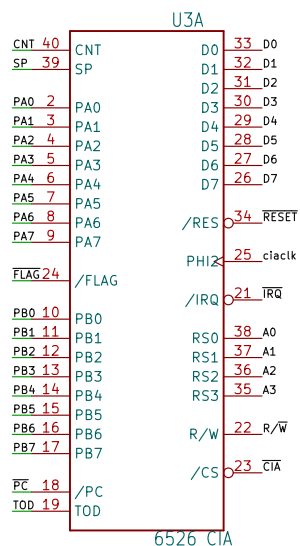 U3A
CNT 40 CNT D0 33 D0
SP 39 SP D1 32 D1
D2 31 D2
PA0 2 PA0 D3 30 D3
PA1 3 PA1 D4 29 D4
PA2 4 PA2 D5 28 D5
PA3 5 PA3 D6 27 D6
PA4 6 PA4 D7 26 D7
PA5 7 PA5
PA6 8 PA6 /RES 34 RESET
PA7 9 PA7
PHI2 25 ciaclk
FLAG 24 /FLAG
/IRQ 21 IRQ
PB0 10 PB0
PB1 11 PB1 RS0 38 A0
PB2 12 PB2 RS1 37 A1
PB3 13 PB3 RS2 36 A2
PB4 14 PB4 RS3 35 A3
PB5 15 PB5
PB6 16 PB6 R/W 22 R/W
PB7 17 PB7
/CS 23 CIA
PC 18 /PC
TOD 19 TOD
6526 CIA